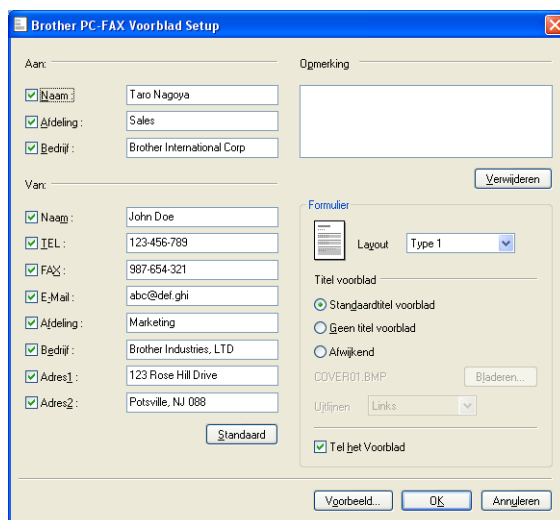 Brother PC-FAX Voorblad Setup
Aan:
Naam :
Taro Nagoya
Afdeling :
Sales
Bedrijf :
Brother International Corp
Van:
Naam :
John Doe
TEL :
123-456-789
FAX :
987-654-321
E-Mail :
abc@def.ghi
Afdeling :
Marketing
Bedrijf :
Brother Industries, LTD
Adres1 :
123 Rose Hill Drive
Adres2 :
Potsville, NJ 088
Standaard
Opmerking
Verwijderen
Formulier
Layout
Type 1
Titel voorblad
Standaardtitel voorblad
Geen titel voorblad
Afwijkend
COVER01.BMP
Bladeren...
Uitlijnen
Links
Tel het Voorblad
Voorbeeld...
OK
Annuleren